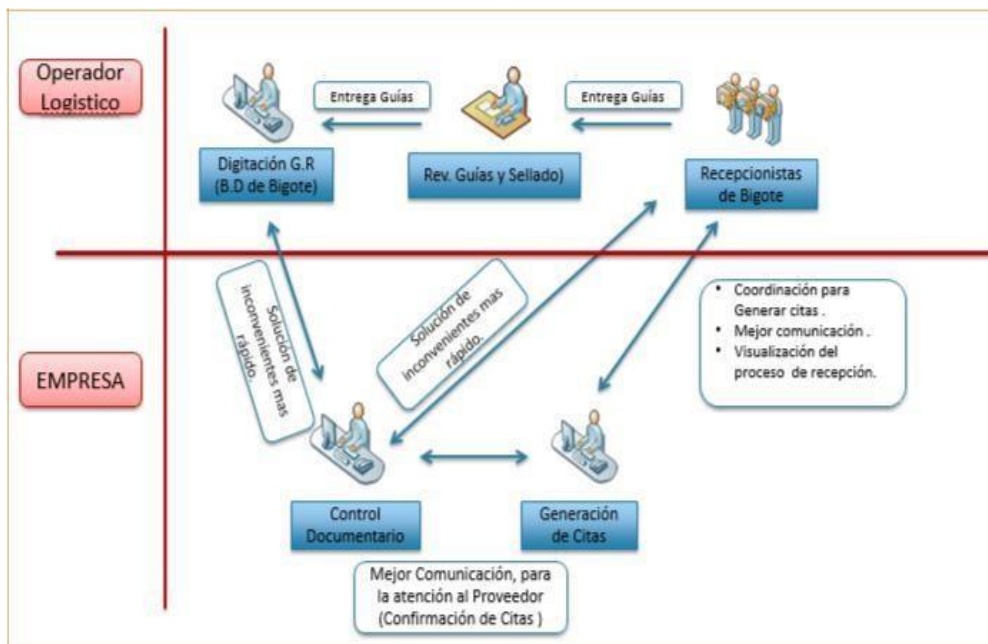 Operador
Logistico
Entrega Guías
Entrega Guías
Digitación G.R
(B.D de Bigote)
Rev. Guías y Sellado)
Recepcionistas
de Bigote
Solución de
inconvenientes mas
rápido.
Solución de
inconvenientes mas
rápido.
• Coordinación para
Generar citas .
• Mejor comunicación .
• Visualización del
proceso de recepción.
EMPRESA
Control
Documentario
Generación
de Citas
Mejor Comunicación, para
la atención al Proveedor
(Confirmación de Citas )